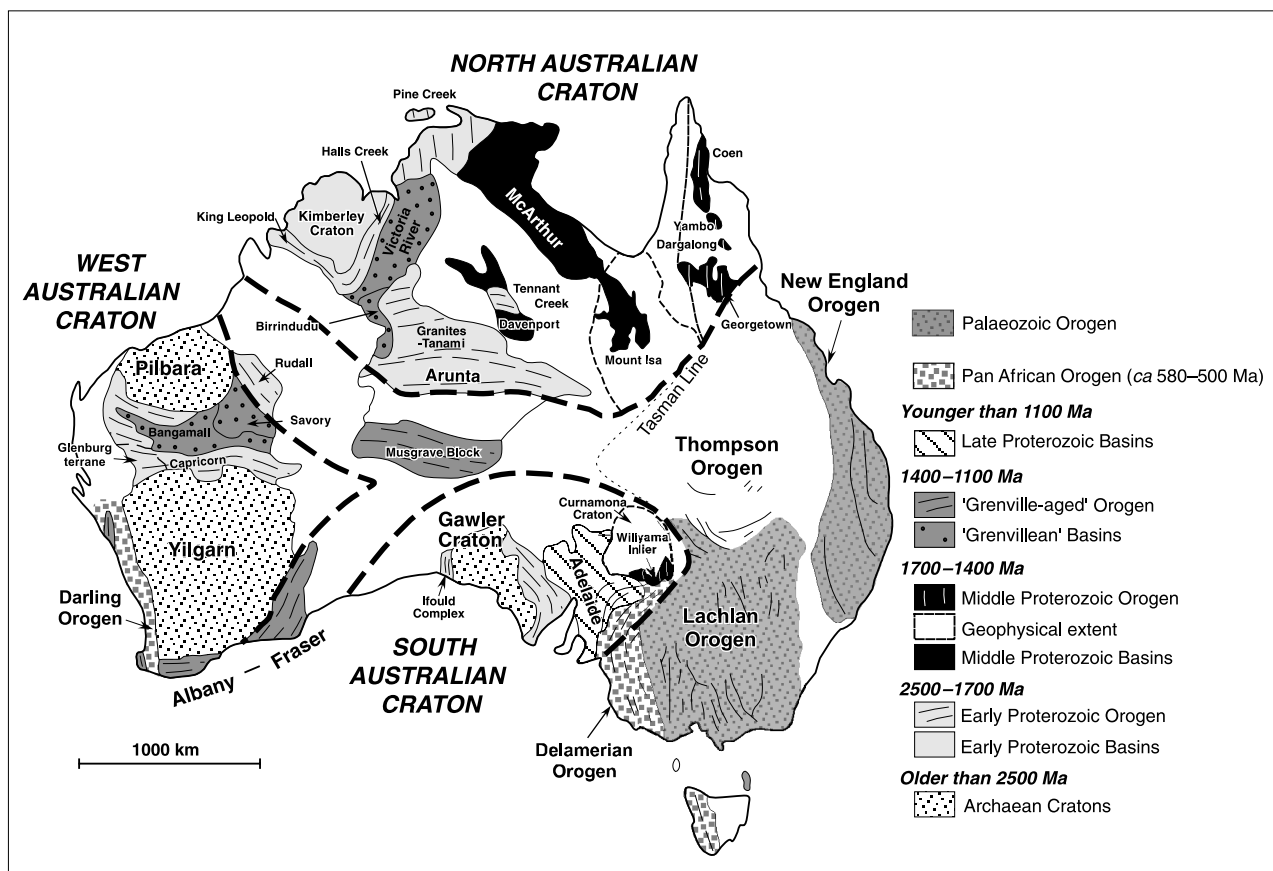 NORTH AUSTRALIAN
CRATON
Pine Creek
Halls Creek
Coen
King Leopold
Kimberley
Craton
Victoria
River
McArthur
Yambo
Dargalong
WEST
AUSTRALIAN
CRATON
New England
Orogen
Tennant
Creek
Davenport
Birrindudu
Granites
-Tanami
Georgetown
Mount Isa
Arunta
Tasman Line
Pilbara
Rudall
Savory
Bangamall
Glenburg
terrane
Capricorn
Musgrave Block
Thompson
Orogen
Curnamona
Craton
Willyama
Inlier
Gawler
Craton
Yilgarn
Adelaide
Ifould
Complex
Darling
Orogen
Lachlan
Orogen
Albany – Fraser
SOUTH
AUSTRALIAN
CRATON
Delamerian
Orogen
1000 km
Palaeozoic Orogen
Pan African Orogen (ca 580–500 Ma)
Younger than 1100 Ma
Late Proterozoic Basins
1400–1100 Ma
'Grenville-aged' Orogen
'Grenvillean' Basins
1700–1400 Ma
Middle Proterozoic Orogen
Geophysical extent
Middle Proterozoic Basins
2500–1700 Ma
Early Proterozoic Orogen
Early Proterozoic Basins
Older than 2500 Ma
Archaean Cratons